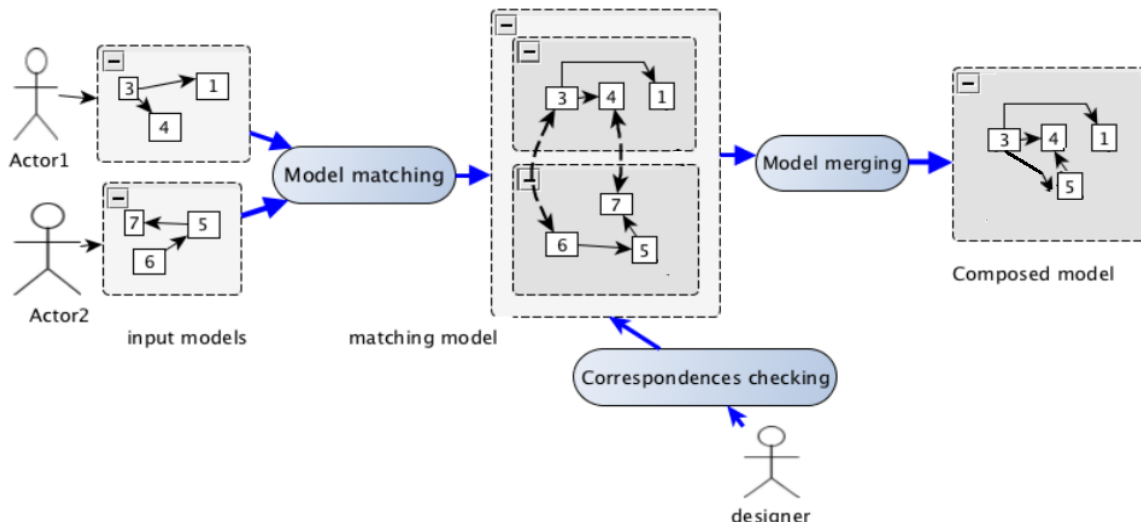 Actor1
3
1
4
7
5
6
Actor2
input models
Model matching
3
4
1
7
6
5
matching model
Correspondences checking
designer
Model merging
3
4
1
5
Composed model